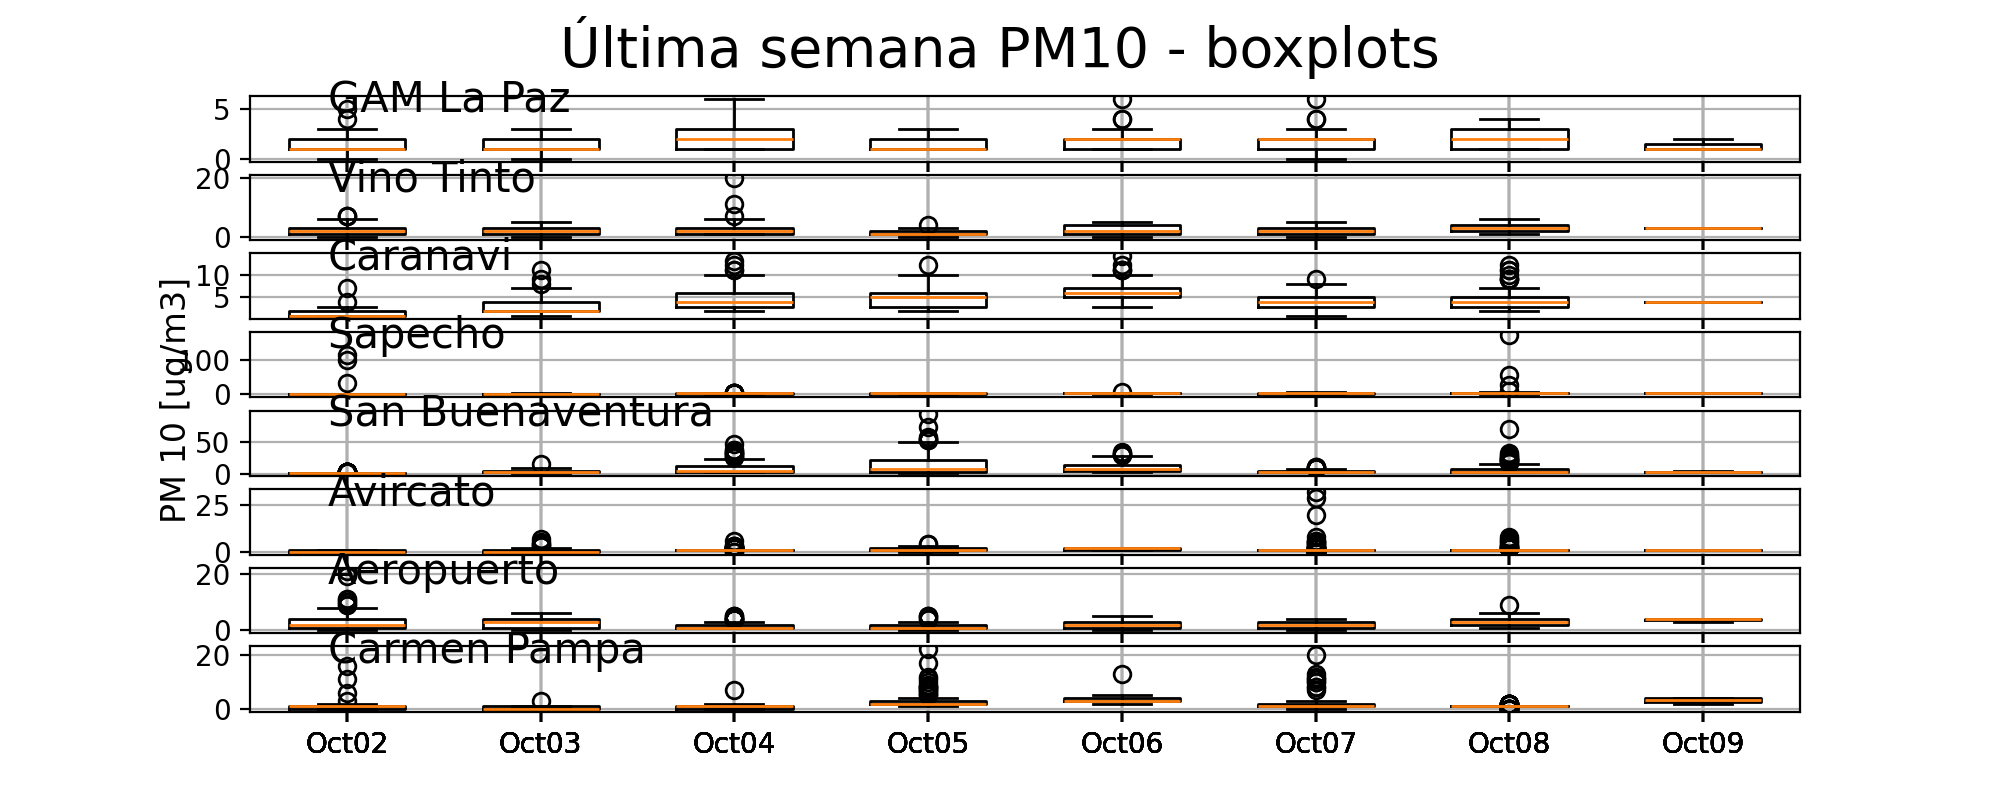 Última semana PM10 - boxplots
GAM La Paz
5
0
Vino Tinto
20
0
Caranavi
10
5
Sapecho
100
0
San Buenaventura
50
0
Avircato
25
0
Aeropuerto
20
0
Carmen Pampa
20
0
PM 10 [ug/m3]
Oct02 Oct03 Oct04 Oct05 Oct06 Oct07 Oct08 Oct09